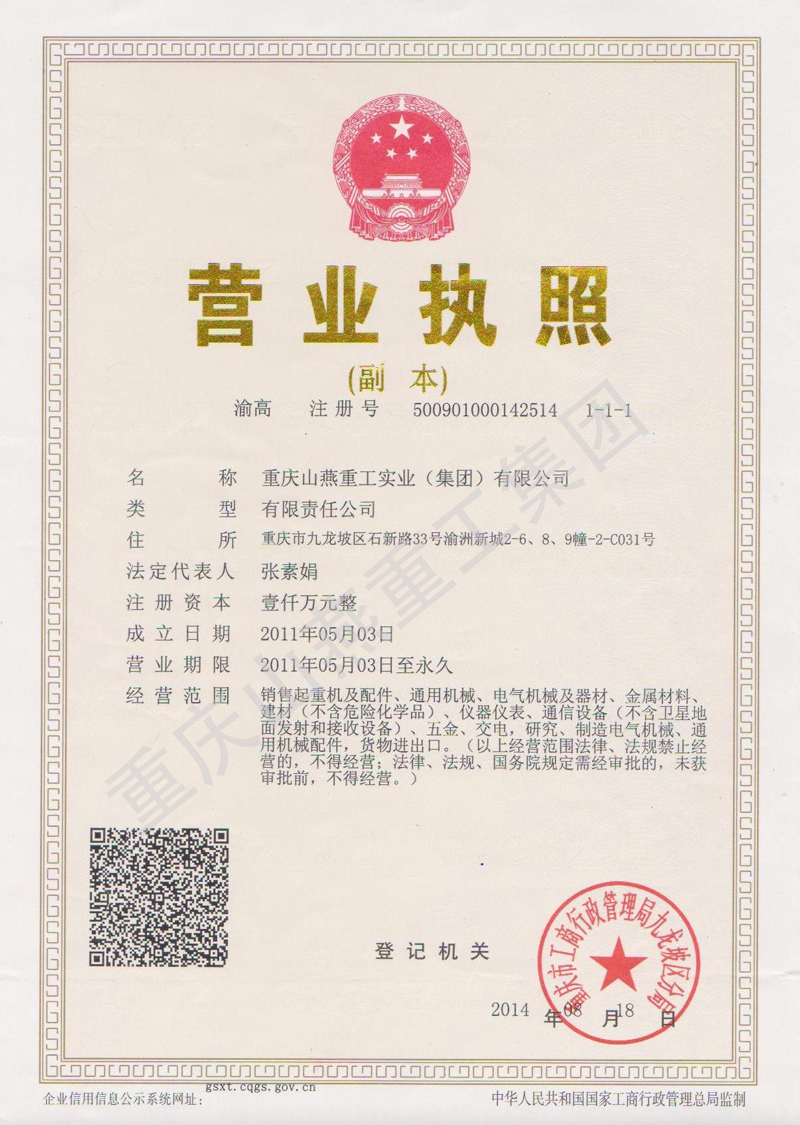 营业执照
(副 本)
渝高 注册号 500901000142514 1-1-1
名称 重庆山燕重工实业（集团）有限公司
类型 有限责任公司
住所 重庆市九龙坡区石新路33号渝洲新城2-6、8、9幢-2-C031号
法定代表人 张素娟
注册资本 壹仟万元整
成立日期 2011年05月03日
营业期限 2011年05月03日至永久
经营范围 销售起重机及配件、通用机械、电气机械及器材、金属材料、
建材（不含危险化学品）、仪器仪表、通信设备（不含卫星地
面发射和接收设备）、五金、交电，研究、制造电气机械、通
用机械配件，货物进出口。（以上经营范围法律、法规禁止经
营的，不得经营；法律、法规、国务院规定需经审批的，未获
审批前，不得经营。）
重庆山燕重工集团
登记机关
重庆市工商行政管理局九龙坡区分局
2014年08月18日
gsxt.cqgs.gov.cn
企业信用信息公示系统网址：
中华人民共和国国家工商行政管理总局监制